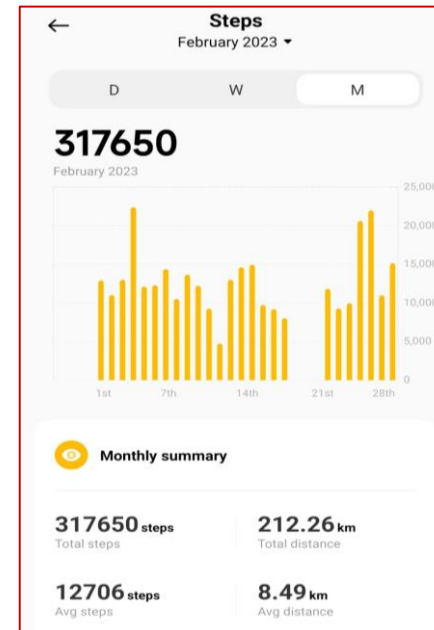 Steps
February 2023
D W M
317650
February 2023
25,000
20,000
15,000
10,000
5,000
0
1st 7th 14th 21st 28th
Monthly summary
317650 steps 212.26 km
Total steps Total distance
12706 steps 8.49 km
Avg steps Avg distance